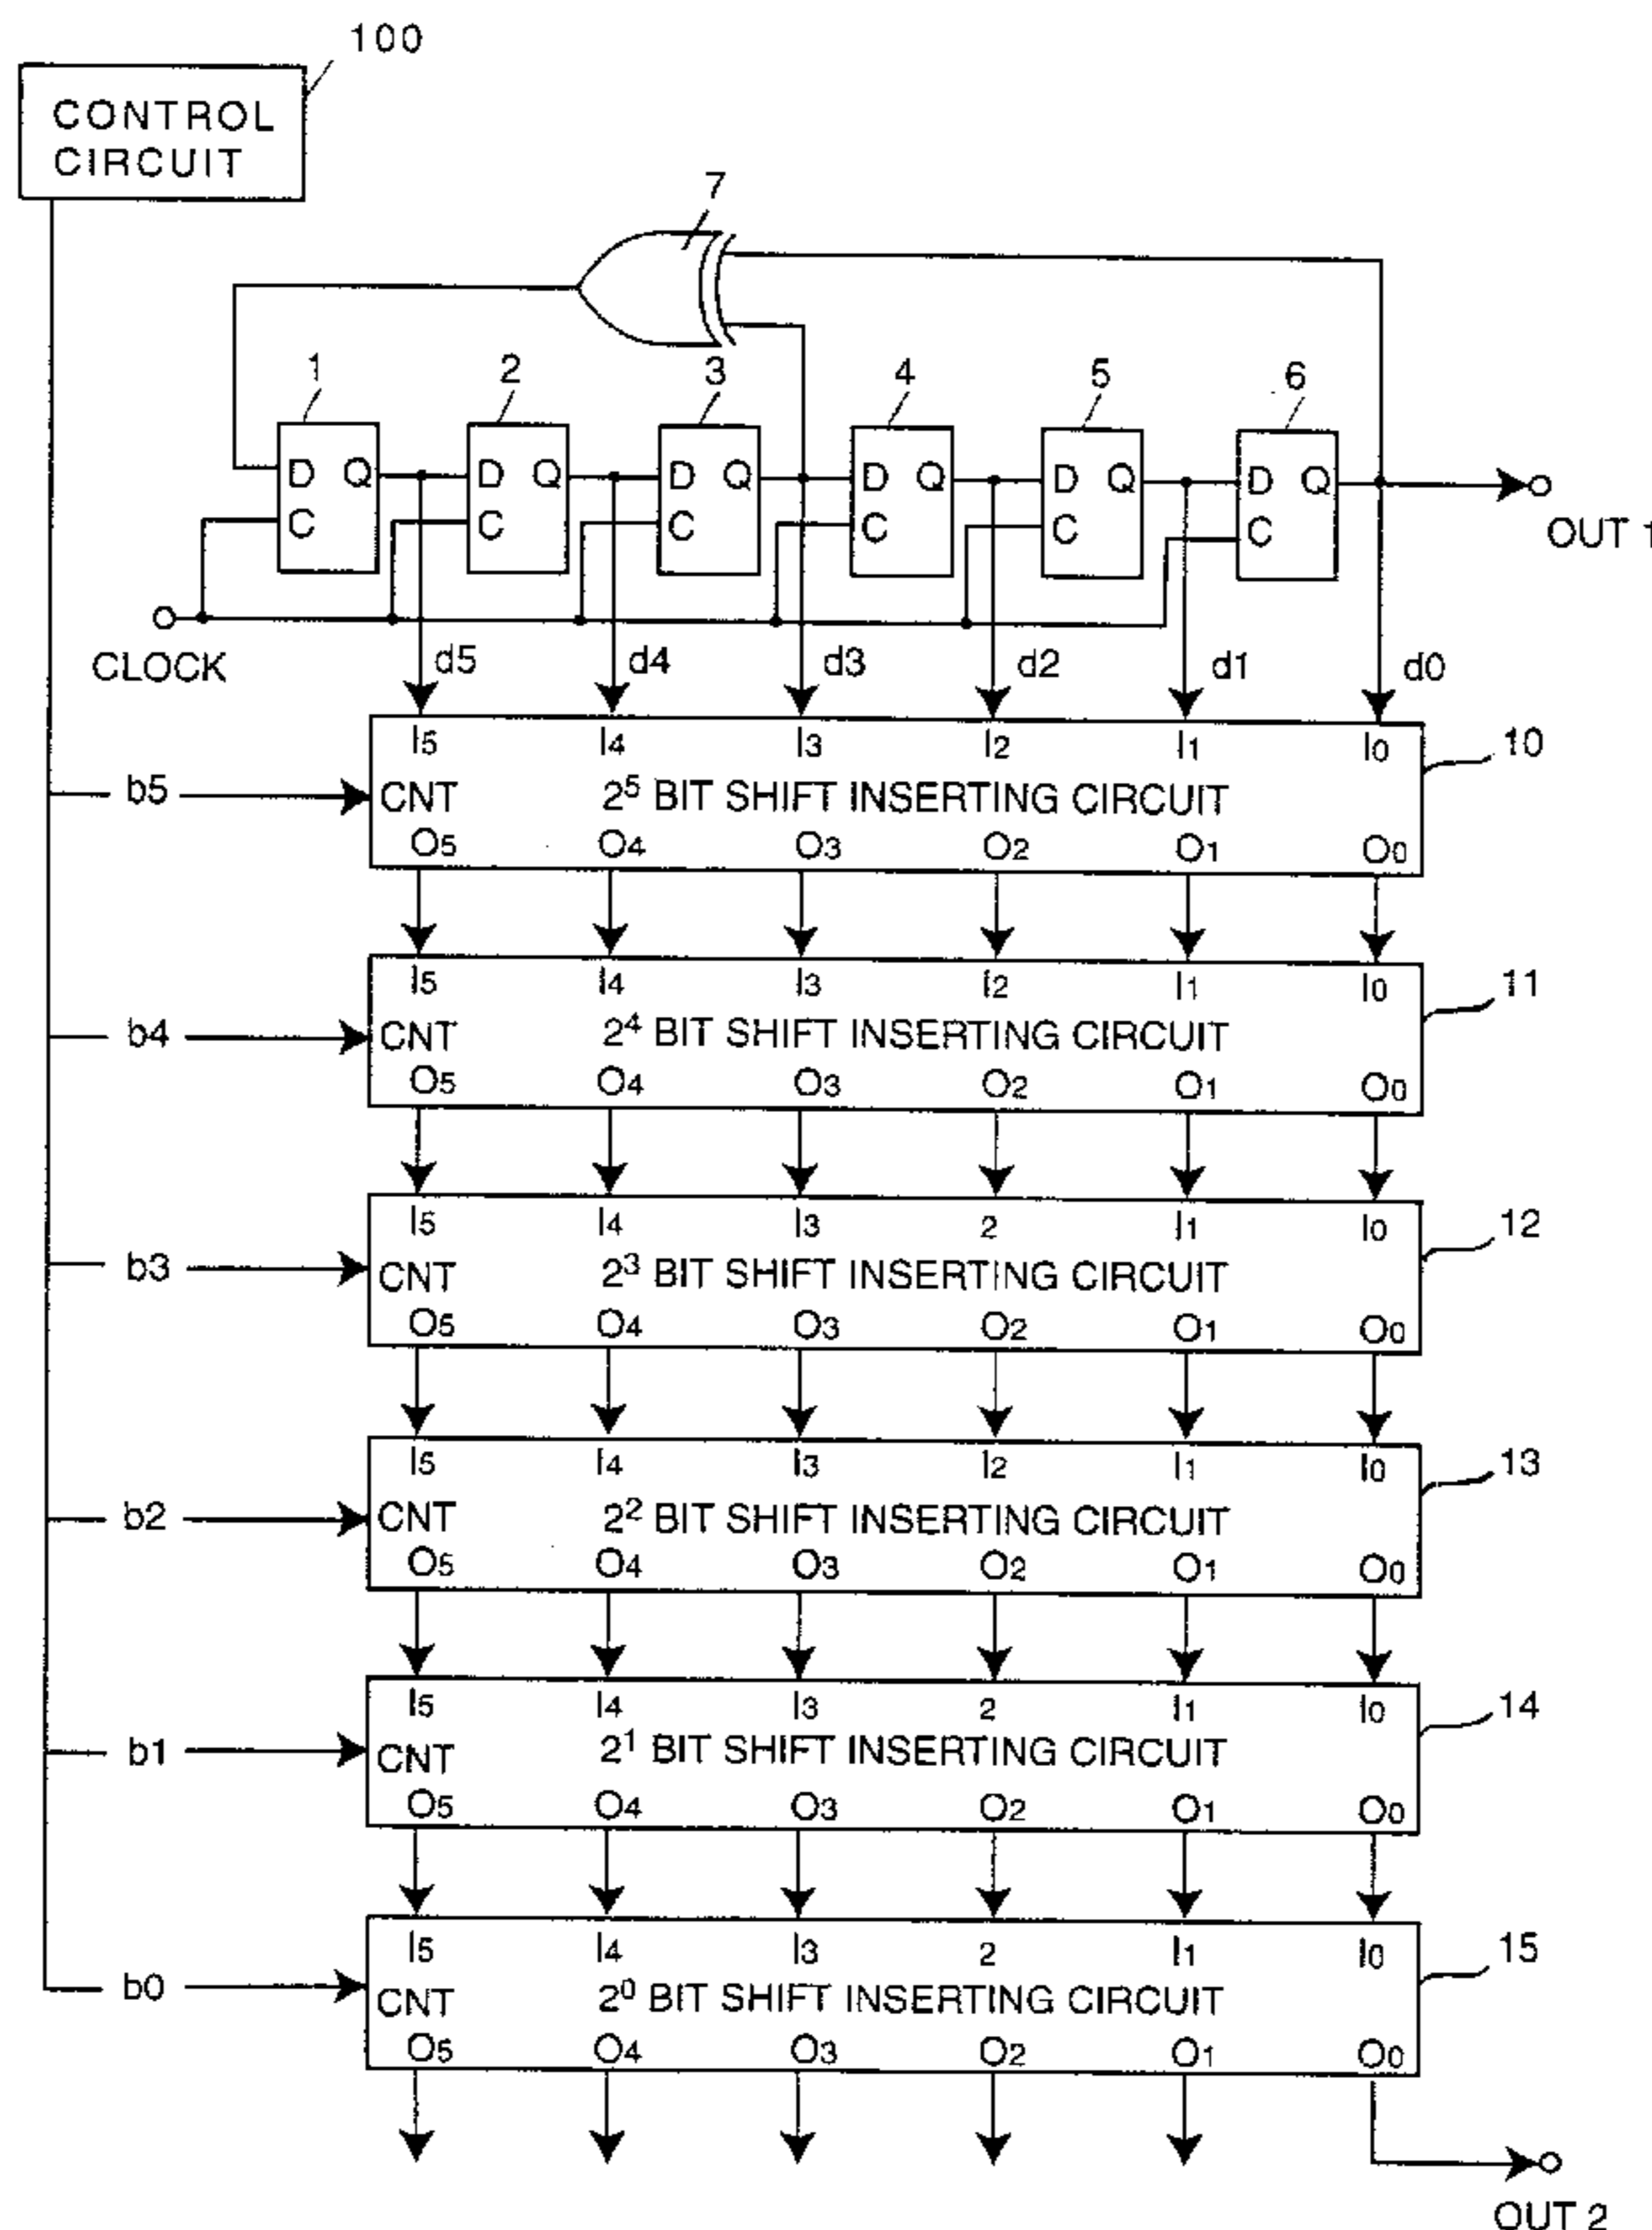 100
CONTROL
CIRCUIT
7
1 2 3 4 5 6
D Q D Q D Q D Q D Q D Q
C C C C C C
OUT 1
CLOCK
d5 d4 d3 d2 d1 d0
I5 I4 I3 I2 I1 I0
10
b5
CNT 2⁵ BIT SHIFT INSERTING CIRCUIT
O5 O4 O3 O2 O1 O0
I5 I4 I3 I2 I1 I0
11
b4
CNT 2⁴ BIT SHIFT INSERTING CIRCUIT
O5 O4 O3 O2 O1 O0
I5 I4 I3 2 I1 I0
12
b3
CNT 2³ BIT SHIFT INSERTING CIRCUIT
O5 O4 O3 O2 O1 O0
I5 I4 I3 I2 I1 I0
13
b2
CNT 2² BIT SHIFT INSERTING CIRCUIT
O5 O4 O3 O2 O1 O0
I5 I4 I3 2 I1 I0
14
b1
CNT 2¹ BIT SHIFT INSERTING CIRCUIT
O5 O4 O3 O2 O1 O0
I5 I4 I3 2 I1 I0
15
b0
CNT 2⁰ BIT SHIFT INSERTING CIRCUIT
O5 O4 O3 O2 O1 O0
OUT 2